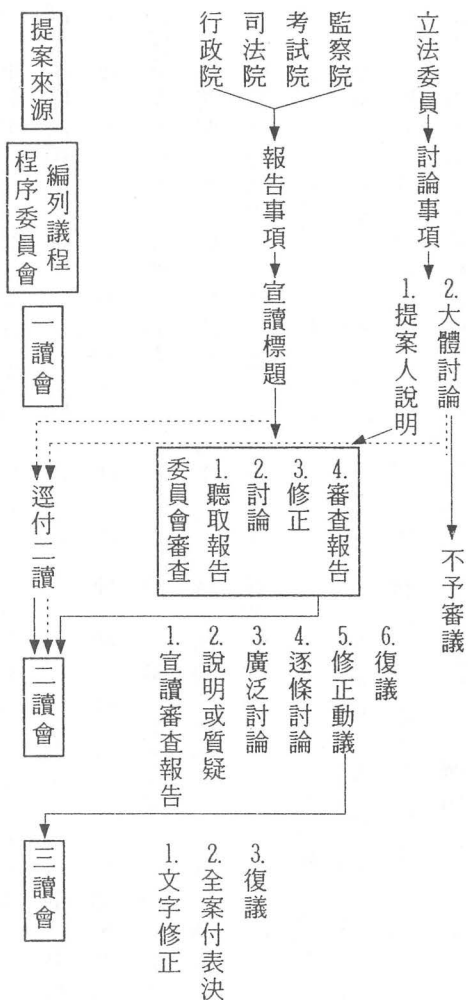 提案來源
行政院
司法院
考試院
監察院
立法委員
編列議程
程序委員會
報告事項
討論事項
一讀會
宣讀標題
1.提案人說明
2.大體討論
委員會審查
1.聽取報告
2.討論
3.修正
4.審查報告
逕付二讀
不予審議
二讀會
1.宣讀審查報告
2.說明或質疑
3.廣泛討論
4.逐條討論
5.修正動議
6.復議
三讀會
1.文字修正
2.全案付表決
3.復議